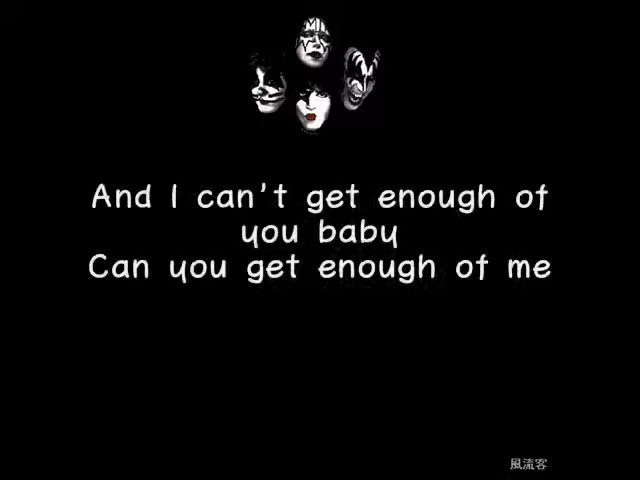 And I can't get enough of
you baby
Can you get enough of me
風流客